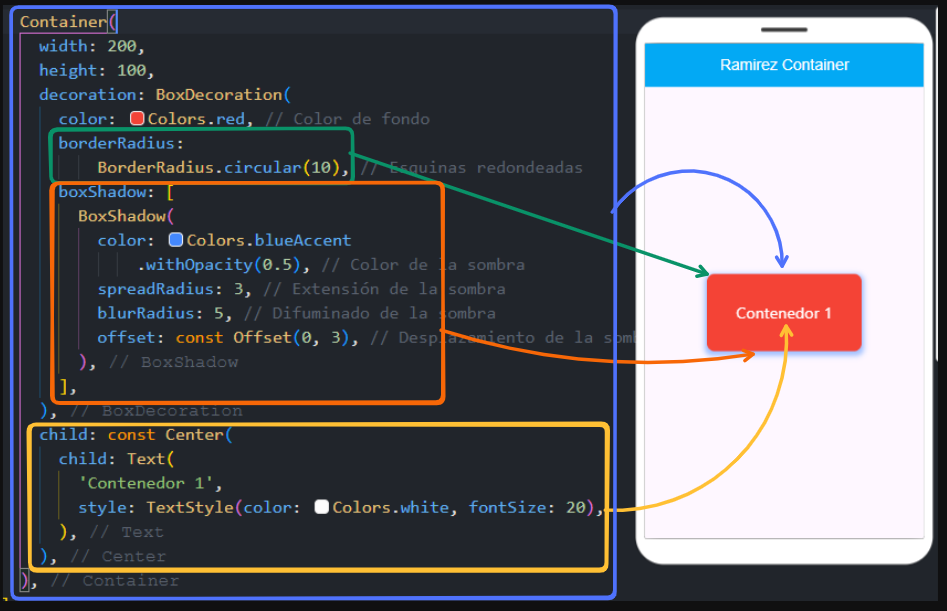 Container(
width: 200,
height: 100,
decoration: BoxDecoration(
color: Colors.red, // Color de fondo
borderRadius:
BorderRadius.circular(10), // Esquinas redondeadas
boxShadow: [
BoxShadow(
color: Colors.blueAccent
.withOpacity(0.5), // Color de la sombra
spreadRadius: 3, // Extensión de la sombra
blurRadius: 5, // Difuminado de la sombra
offset: const Offset(0, 3), // Desplazamiento de la somb
), // BoxShadow
],
), // BoxDecoration
child: const Center(
child: Text(
'Contenedor 1',
style: TextStyle(color: Colors.white, fontSize: 20),
), // Text
), // Center
), // Container
Ramirez Container
Contenedor 1